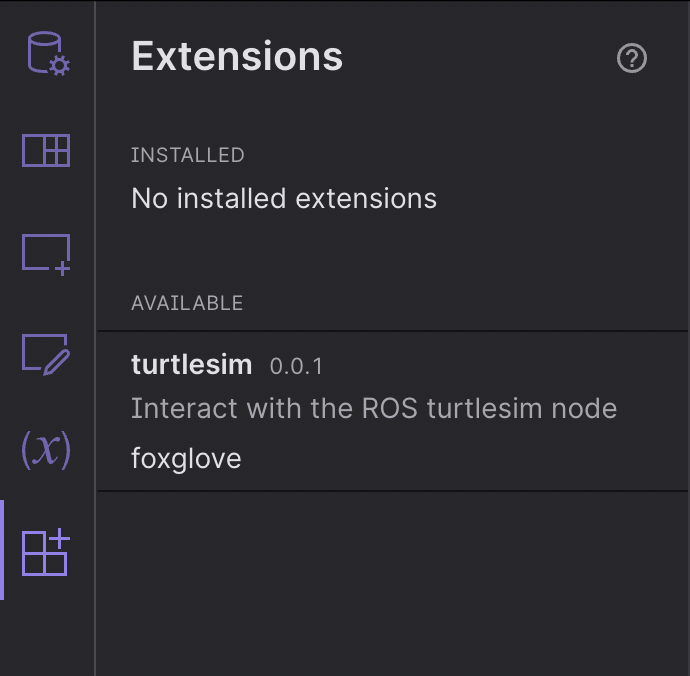 Extensions
INSTALLED
No installed extensions
AVAILABLE
turtlesim 0.0.1
Interact with the ROS turtlesim node
foxglove
(x)